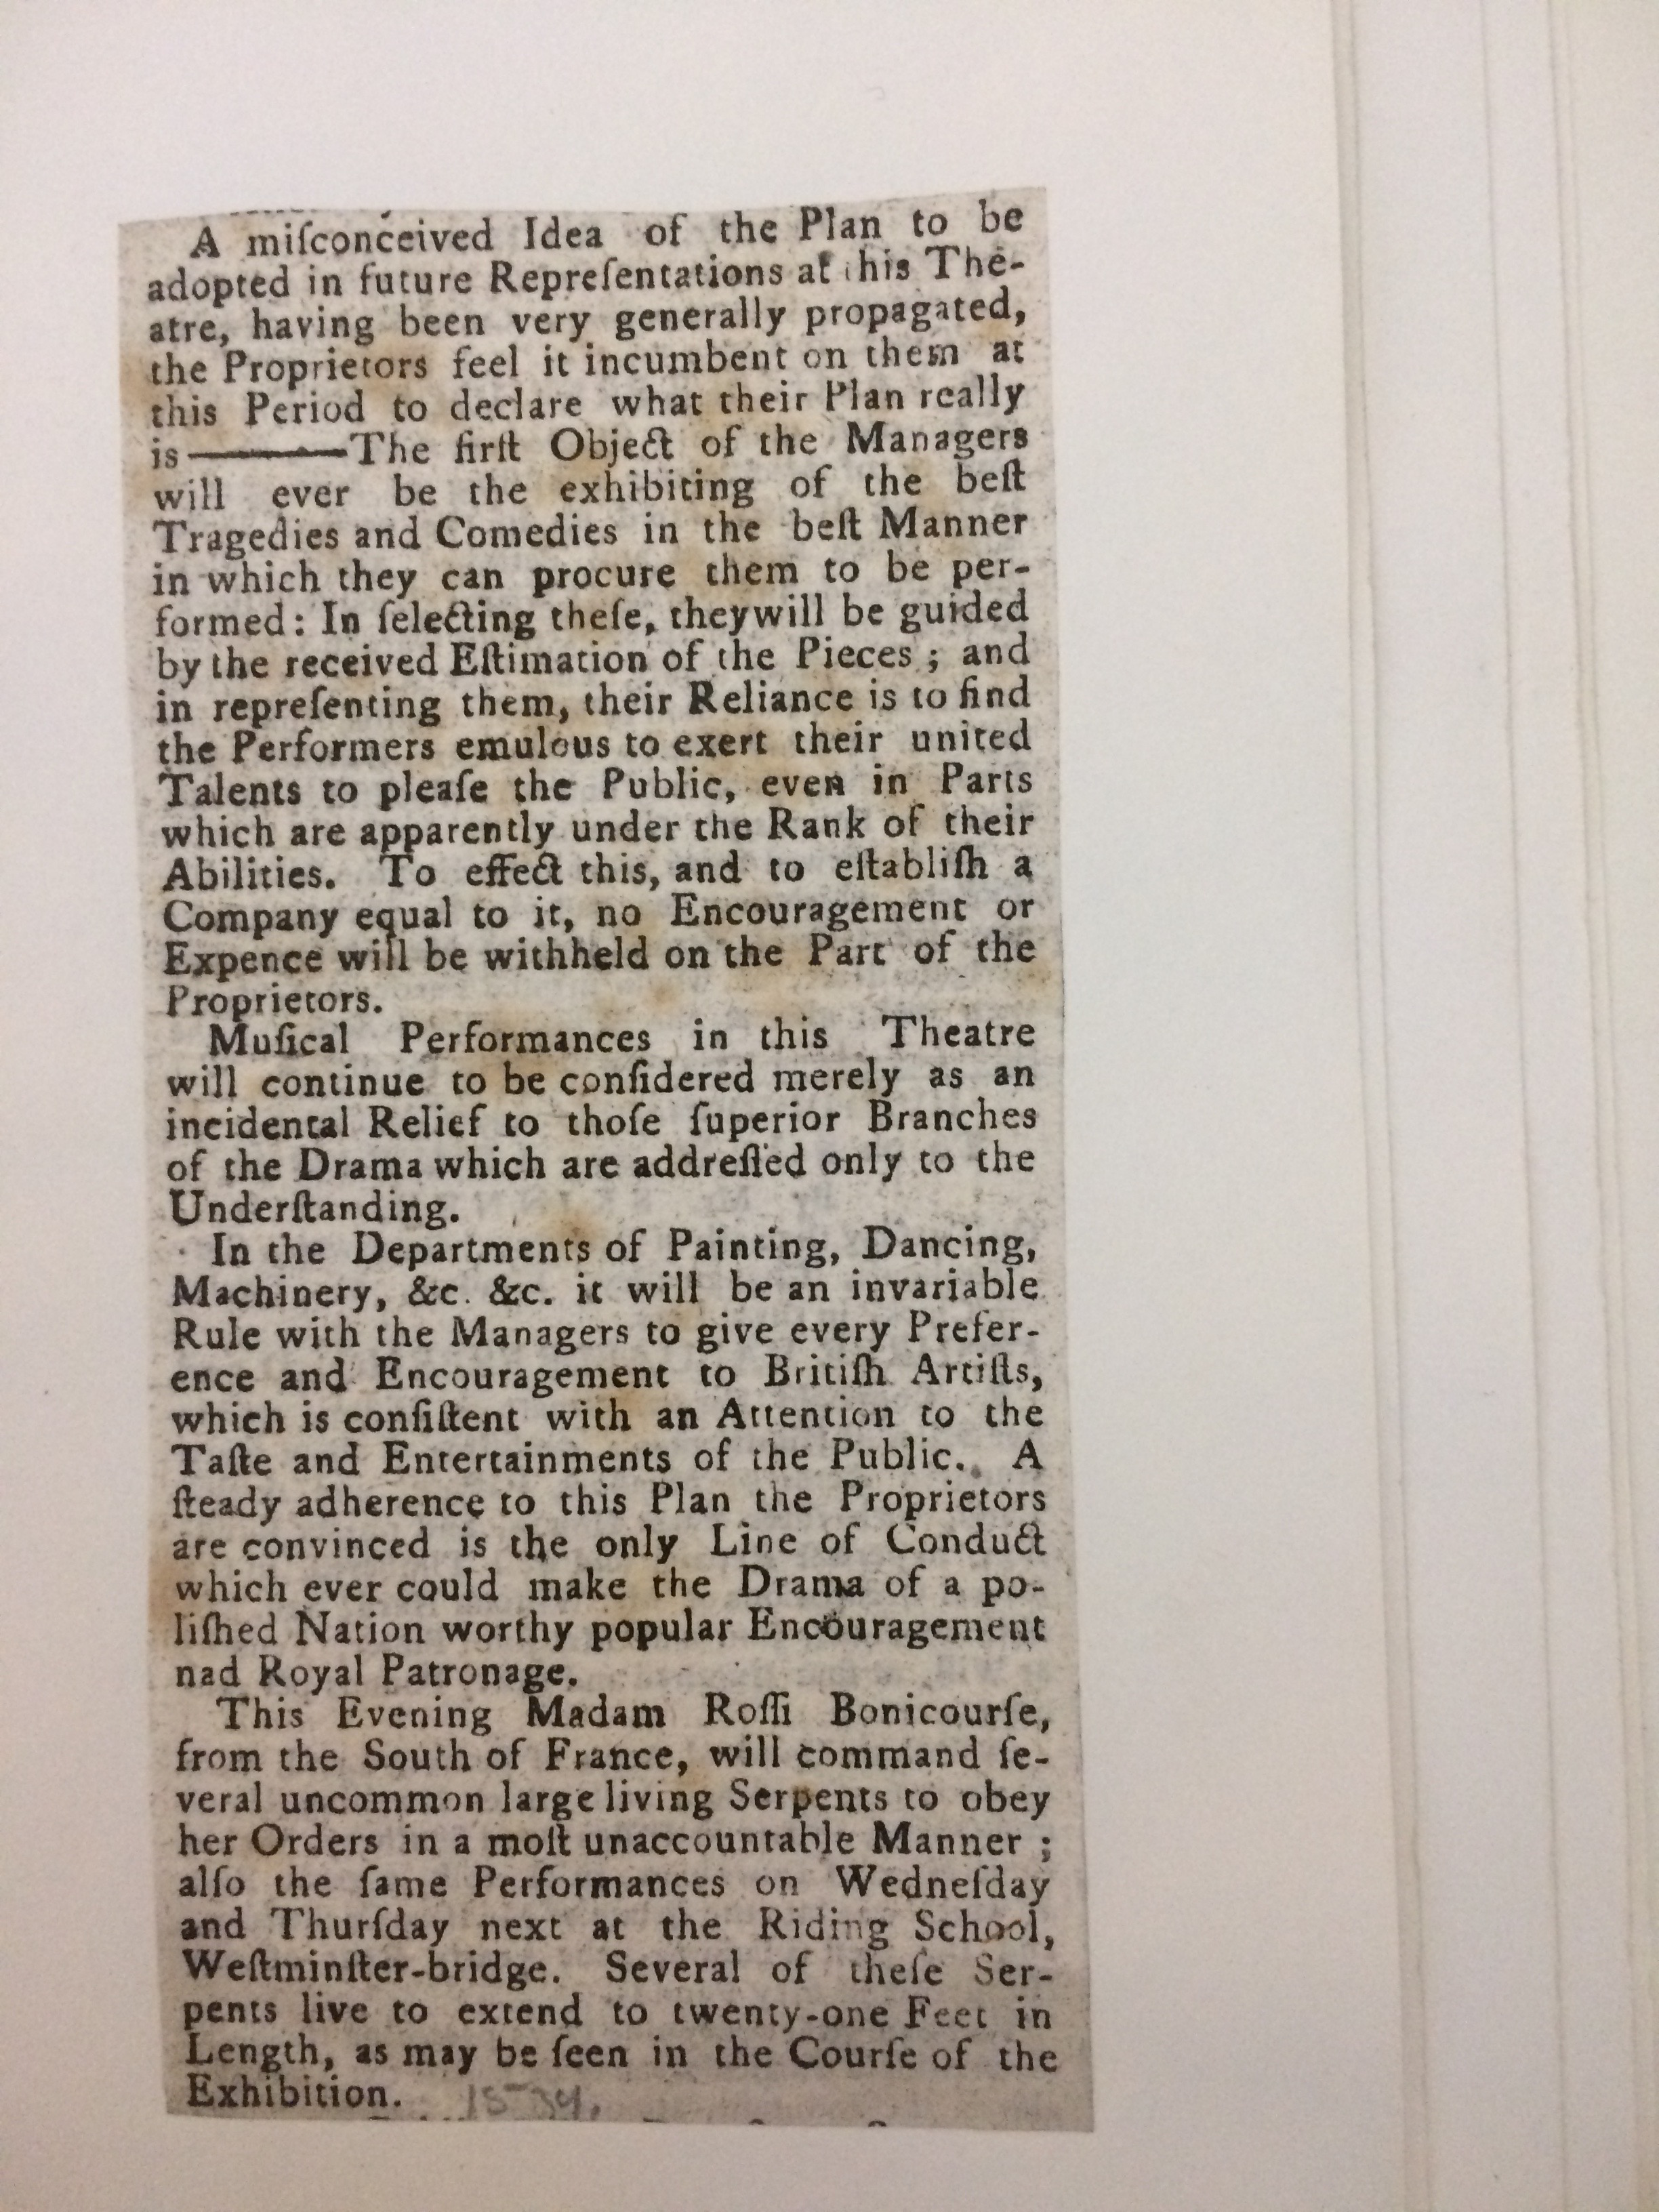 A miſconceived Idea of the Plan to be
adopted in future Repreſentations at this The-
atre, having been very generally propagated,
the Proprietors feel it incumbent on them at
this Period to declare what their Plan really
is———The firſt Object of the Managers
will ever be the exhibiting of the beſt
Tragedies and Comedies in the beſt Manner
in which they can procure them to be per-
formed: In ſelecting theſe, they will be guided
by the received Eſtimation of the Pieces; and
in repreſenting them, their Reliance is to find
the Performers emulous to exert their united
Talents to pleaſe the Public, even in Parts
which are apparently under the Rank of their
Abilities. To effect this, and to eſtabliſh a
Company equal to it, no Encouragement or
Expence will be withheld on the Part of the
Proprietors.
Muſical Performances in this Theatre
will continue to be conſidered merely as an
incidental Relief to thoſe ſuperior Branches
of the Drama which are addreſſed only to the
Underſtanding.
In the Departments of Painting, Dancing,
Machinery, &c. &c. it will be an invariable
Rule with the Managers to give every Prefer-
ence and Encouragement to Britiſh Artiſts,
which is conſiſtent with an Attention to the
Taſte and Entertainments of the Public. A
ſteady adherence to this Plan the Proprietors
are convinced is the only Line of Conduct
which ever could make the Drama of a po-
liſhed Nation worthy popular Encouragement
nad Royal Patronage.
This Evening Madam Roſſi Bonicourſe,
from the South of France, will command ſe-
veral uncommon large living Serpents to obey
her Orders in a moſt unaccountable Manner;
alſo the ſame Performances on Wedneſday
and Thurſday next at the Riding School,
Weſtminſter-bridge. Several of theſe Ser-
pents live to extend to twenty-one Feet in
Length, as may be ſeen in the Courſe of the
Exhibition.